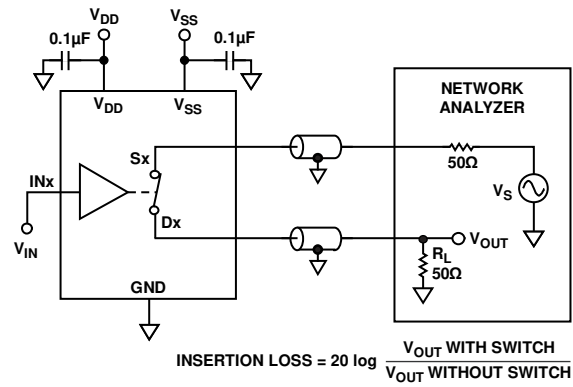 V_DD
V_SS
0.1µF
0.1µF
V_DD
V_SS
NETWORK
ANALYZER
Sx
50Ω
INx
V_S
Dx
V_IN
V_OUT
R_L
50Ω
GND
INSERTION LOSS = 20 log V_OUT WITH SWITCH
V_OUT WITHOUT SWITCH